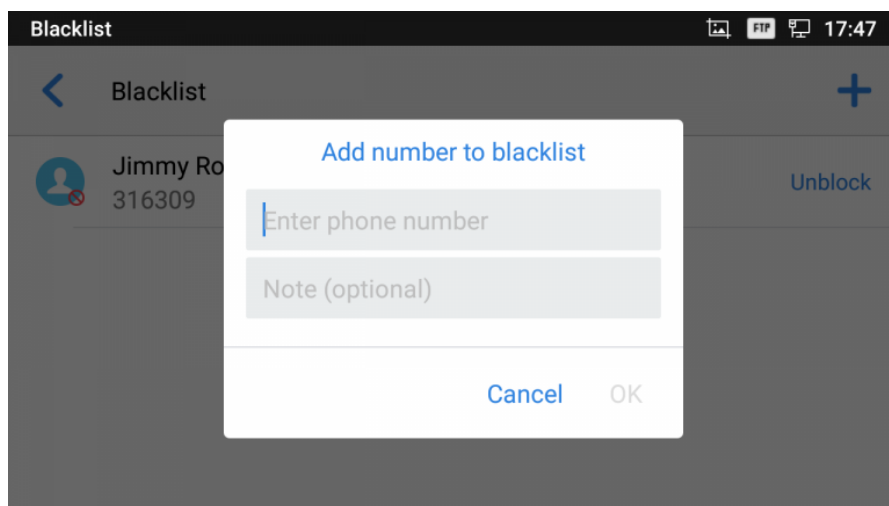 Blacklist
FTP 17:47
Blacklist
Add number to blacklist
Jimmy Ro
316309
Unblock
Enter phone number
Note (optional)
Cancel OK